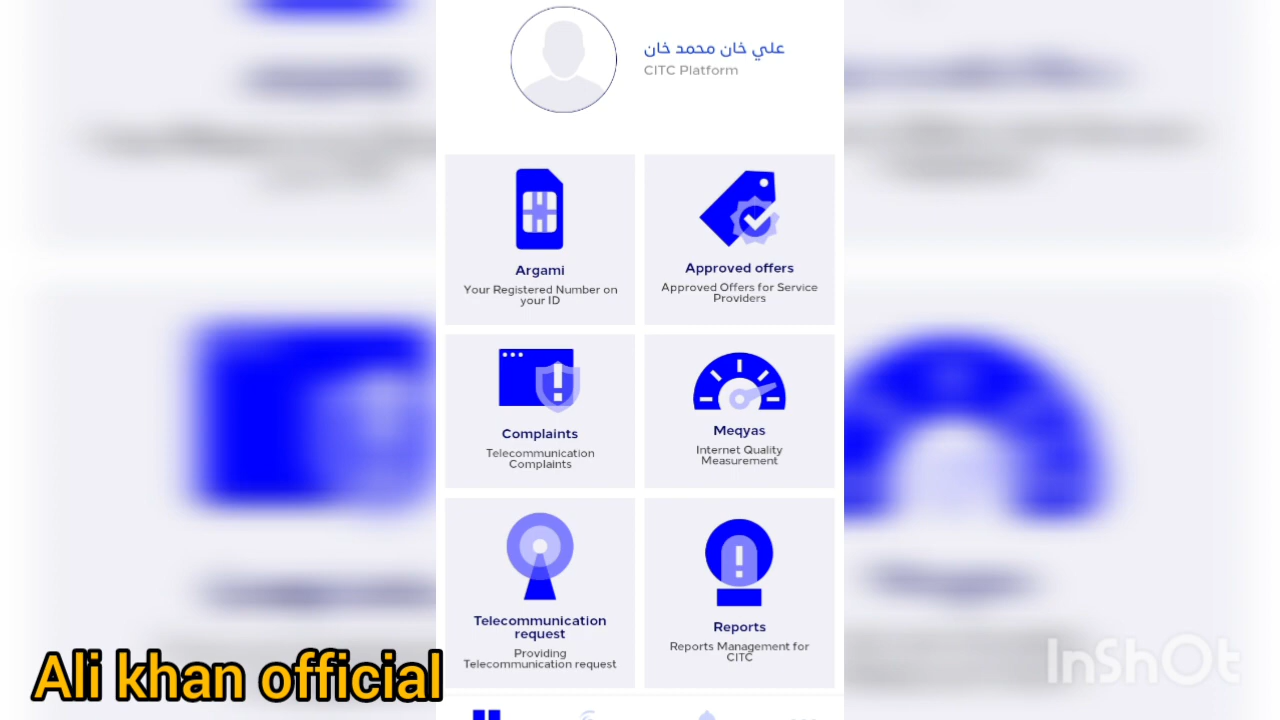 علي خان محمد خان
CITC Platform
Argami
Your Registered Number on
your ID
Approved offers
Approved Offers for Service
Providers
Complaints
Telecommunication
Complaints
Meqyas
Internet Quality
Measurement
Telecommunication
request
Providing
Telecommunication request
Reports
Reports Management for
CITC
Ali khan official
InShOt